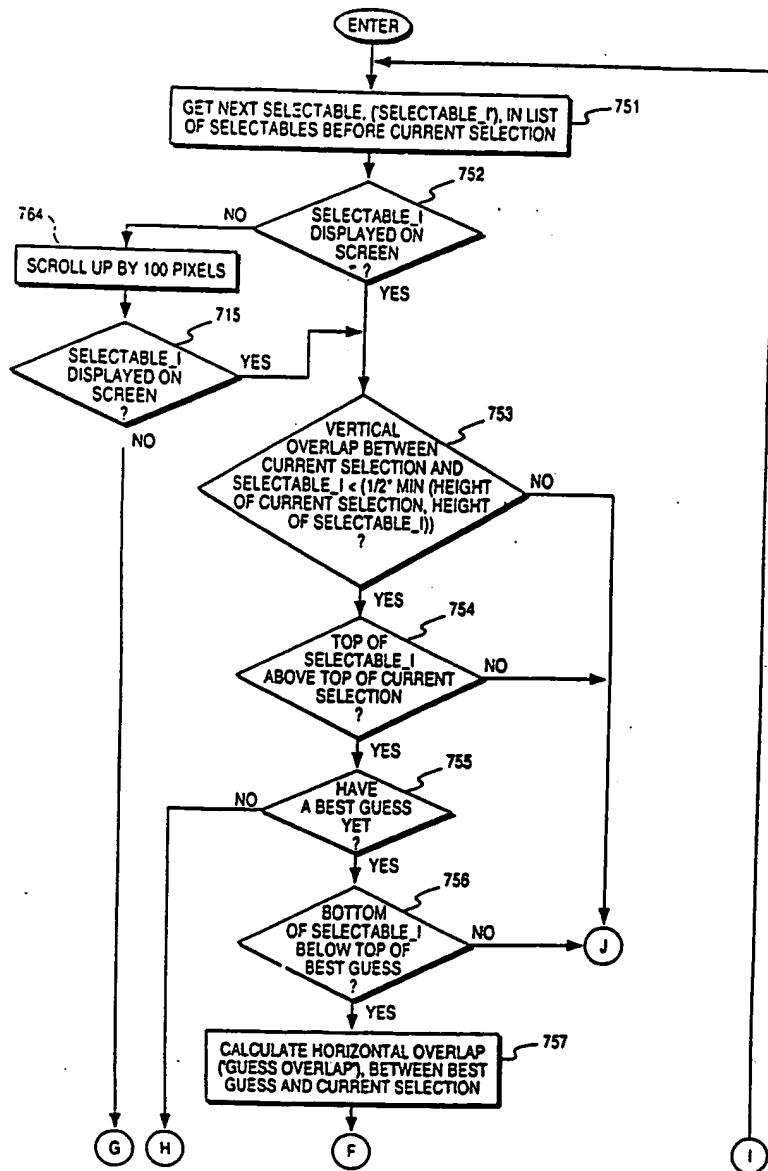 ENTER
GET NEXT SELECTABLE, ('SELECTABLE_I'), IN LIST
OF SELECTABLES BEFORE CURRENT SELECTION
751
752
SELECTABLE_I
DISPLAYED ON
SCREEN
?
NO
YES
764
SCROLL UP BY 100 PIXELS
715
SELECTABLE_I
DISPLAYED ON
SCREEN
?
YES
NO
753
VERTICAL
OVERLAP BETWEEN
CURRENT SELECTION AND
SELECTABLE_I < (1/2* MIN (HEIGHT
OF CURRENT SELECTION, HEIGHT
OF SELECTABLE_I))
?
NO
YES
754
TOP OF
SELECTABLE_I
ABOVE TOP OF CURRENT
SELECTION
?
NO
YES
755
HAVE
A BEST GUESS
YET
?
NO
YES
756
BOTTOM
OF SELECTABLE_I
BELOW TOP OF
BEST GUESS
?
NO
J
YES
757
CALCULATE HORIZONTAL OVERLAP
('GUESS OVERLAP'), BETWEEN BEST
GUESS AND CURRENT SELECTION
G
H
F
I